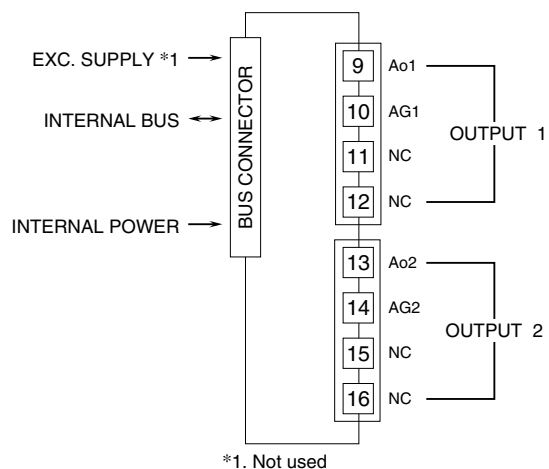 EXC. SUPPLY *1
INTERNAL BUS
INTERNAL POWER
BUS CONNECTOR
9 Ao1
10 AG1
11 NC
12 NC
OUTPUT 1
13 Ao2
14 AG2
15 NC
16 NC
OUTPUT 2
*1. Not used